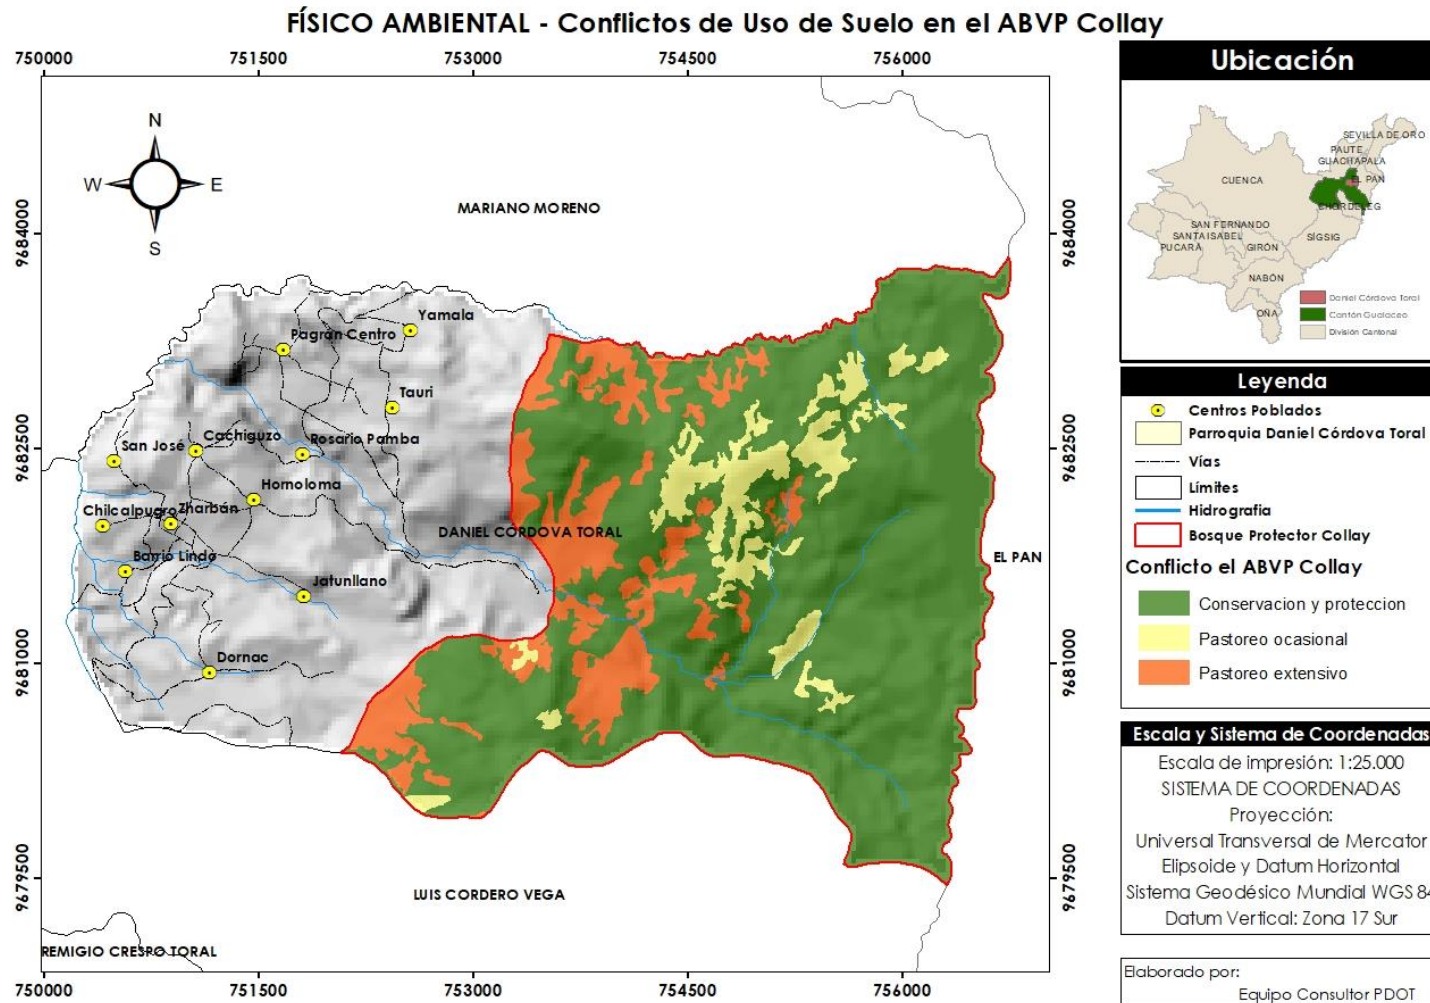 FÍSICO AMBIENTAL - Conflictos de Uso de Suelo en el ABVP Collay
750000
751500
753000
754500
756000
N
W
E
S
9684000
9682500
9681000
9679500
9684000
9682500
9681000
9679500
MARIANO MORENO
Yamala
Pagran Centro
Tauri
San José
Cachiguzo
Rosario Pamba
Hornoloma
Chilcalpugro
Zharbán
DANIEL CÓRDOVA TORAL
Barrio Lindo
Jatunllano
EL PAN
Dornac
LUIS CORDERO VEGA
REMIGIO CRESPO TORAL
750000
751500
753000
754500
756000
Ubicación
SEVILLA DE ORO
PAUTE
GUACHAPALA
CUENCA
EL PAN
CHORDELEG
SAN FERNANDO
SANTA ISABEL
PUCARÁ
GIRÓN
SÍGSIG
NABÓN
OÑA
Daniel Córdova Toral
Cantón Gualaceo
División Cantonal
Leyenda
Centros Poblados
Parroquia Daniel Córdova Toral
Vías
Límites
Hidrografia
Bosque Protector Collay
Conflicto el ABVP Collay
Conservacion y proteccion
Pastoreo ocasional
Pastoreo extensivo
Escala y Sistema de Coordenadas
Escala de impresión: 1:25.000
SISTEMA DE COORDENADAS
Proyección:
Universal Transversal de Mercator
Elipsoide y Datum Horizontal
Sistema Geodésico Mundial WGS 84
Datum Vertical: Zona 17 Sur
Elaborado por:
Equipo Consultor PDOT